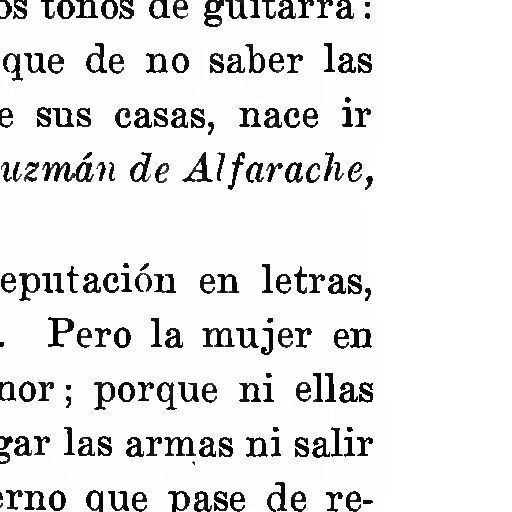 os tonos de guitarra:
que de no saber las
e sus casas, nace ir
uzmán de Alfarache,
eputación en letras,
. Pero la mujer en
nor; porque ni ellas
gar las armas ni salir
erno que pase de re-